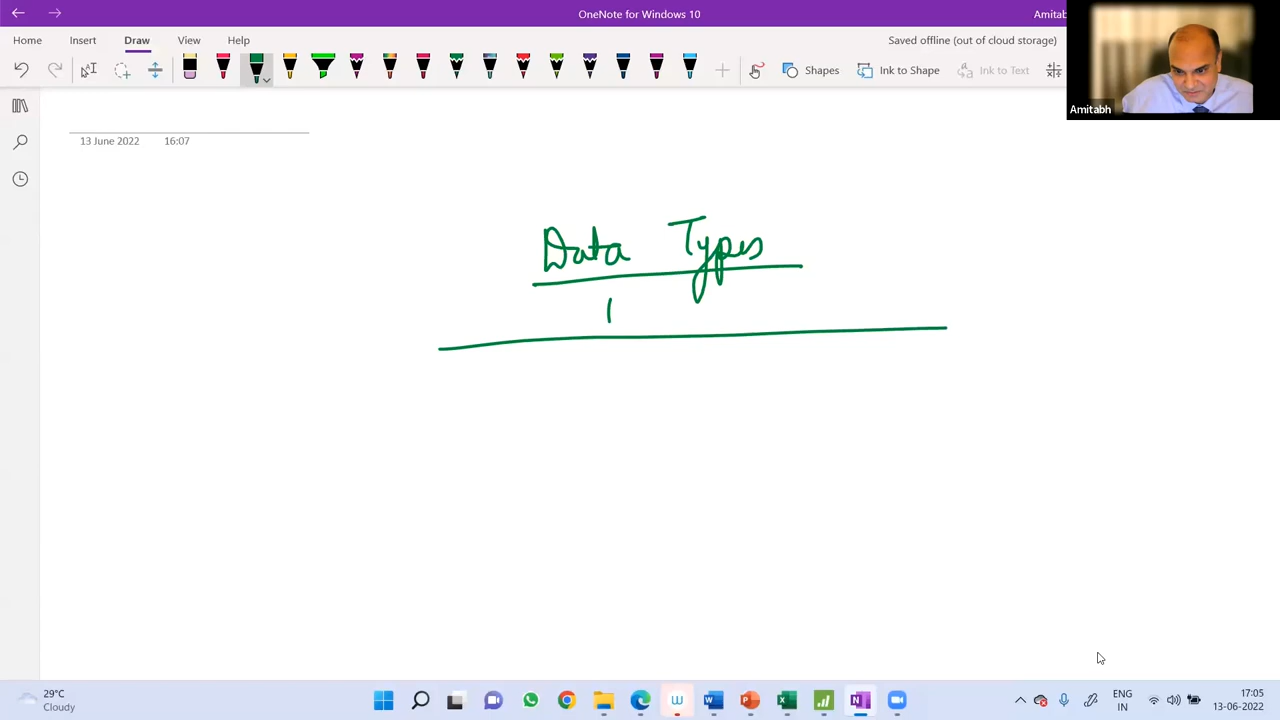 OneNote for Windows 10
Amitab
Home Insert Draw View Help
Saved offline (out of cloud storage)
Shapes Ink to Shape Ink to Text
Amitabh
13 June 2022 16:07
Data Types
29°C
Cloudy
ENG
IN
17:05
13-06-2022